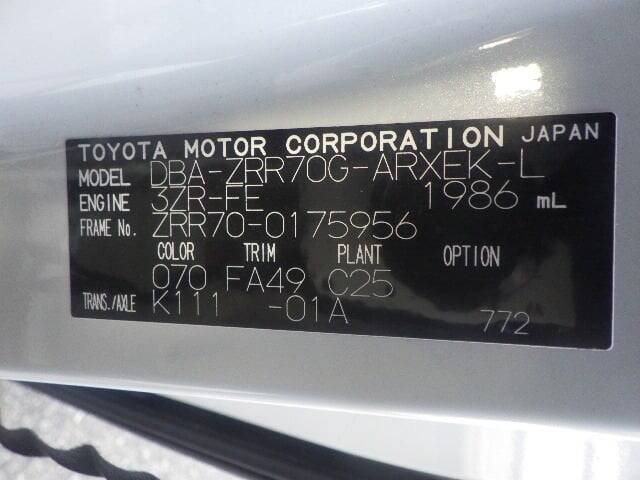 TOYOTA MOTOR CORPORATION JAPAN
MODEL DBA-ZRR70G-ARXEK-L
ENGINE 3ZR-FE 1986 mL
FRAME No. ZRR70-0175956
COLOR TRIM PLANT OPTION
070 FA49 C25
TRANS./AXLE K111 -01A
772